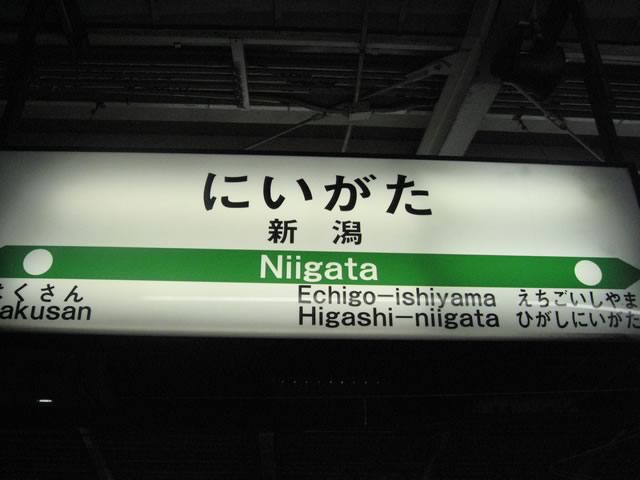 にいがた
新潟
Niigata
くさん
akusan
Echigo-ishiyama えちごいしやま
Higashi-niigata ひがしにいがた